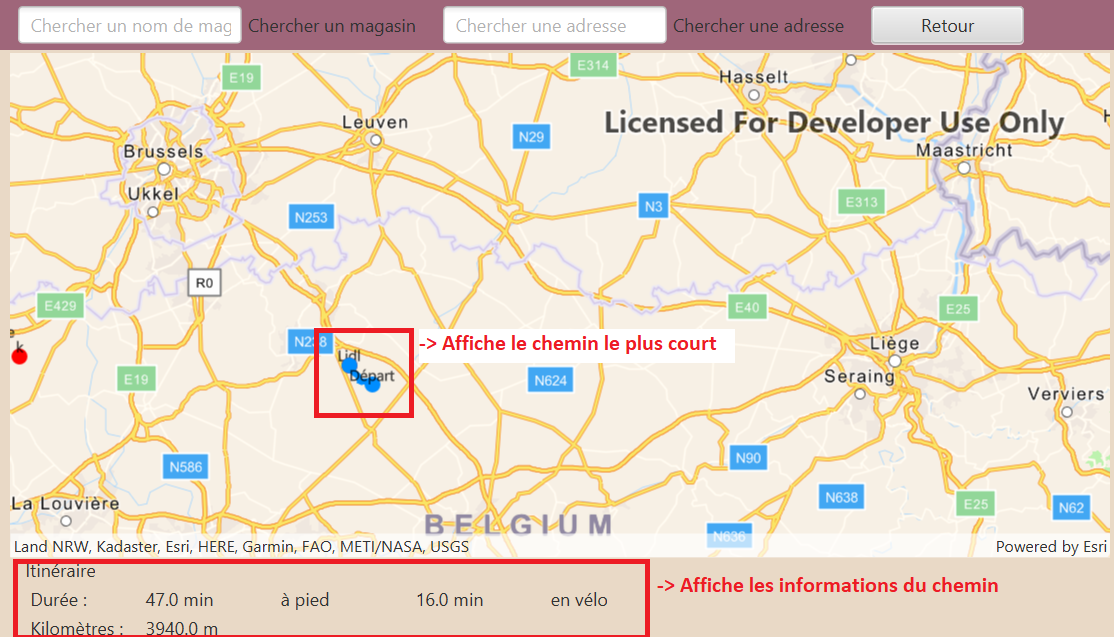 Chercher un nom de mag Chercher un magasin Chercher une adresse Chercher une adresse Retour
E19
E314
Hasselt
Leuven
N29
Licensed For Developer Use Only
Brussels
Maastricht
Ukkel
N253
N3
E313
R0
E429
E40
E25
N238
-> Affiche le chemin le plus court
Liège
k
Lidl
Départ
E19
N624
Seraing
Verviers
N586
N90
La Louvière
N638
E25
N62
BELGIUM
N636
Land NRW, Kadaster, Esri, HERE, Garmin, FAO, METI/NASA, USGS Powered by Esri
Itinéraire
-> Affiche les informations du chemin
Durée : 47.0 min à pied 16.0 min en vélo
Kilomètres : 3940.0 m